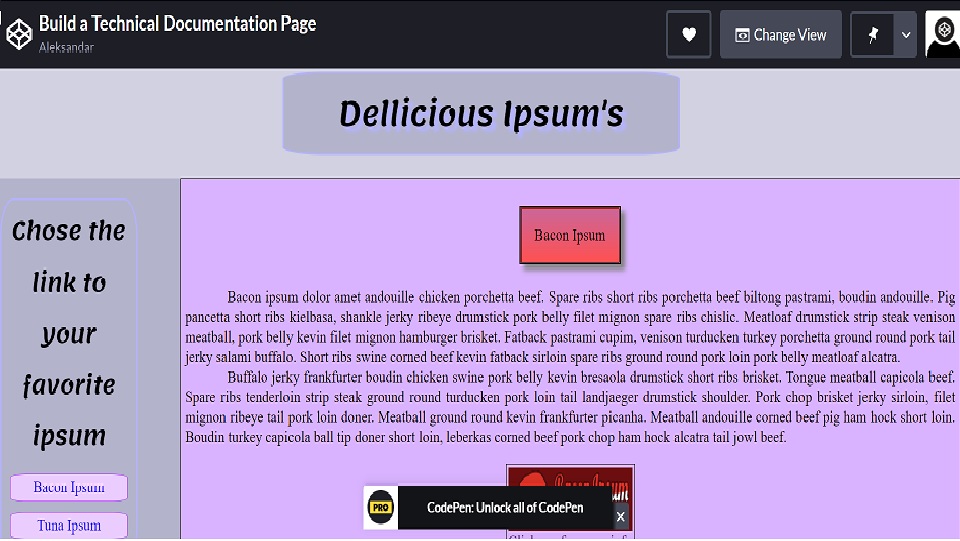 Build a Technical Documentation Page
Aleksandar
Change View
Dellicious Ipsum's
Chose the
link to
your
favorite
ipsum
Bacon Ipsum
Tuna Ipsum
Bacon Ipsum
Bacon ipsum dolor amet andouille chicken porchetta beef. Spare ribs short ribs porchetta beef biltong pastrami, boudin andouille. Pig
pancetta short ribs kielbasa, shankle jerky ribeye drumstick pork belly filet mignon spare ribs chislic. Meatloaf drumstick strip steak venison
meatball, pork belly kevin filet mignon hamburger brisket. Fatback pastrami cupim, venison turducken turkey porchetta ground round pork tail
jerky salami buffalo. Short ribs swine corned beef kevin fatback sirloin spare ribs ground round pork loin pork belly meatloaf alcatra.
Buffalo jerky frankfurter boudin chicken swine pork belly kevin bresaola drumstick short ribs brisket. Tongue meatball capicola beef.
Spare ribs tenderloin strip steak ground round turducken pork loin tail landjaeger drumstick shoulder. Pork chop brisket jerky sirloin, filet
mignon ribeye tail pork loin doner. Meatball ground round kevin frankfurter picanha. Meatball andouille corned beef pig ham hock short loin.
Boudin turkey capicola ball tip doner short loin, leberkas corned beef pork chop ham hock alcatra tail jowl beef.
PRO
CodePen: Unlock all of CodePen
X